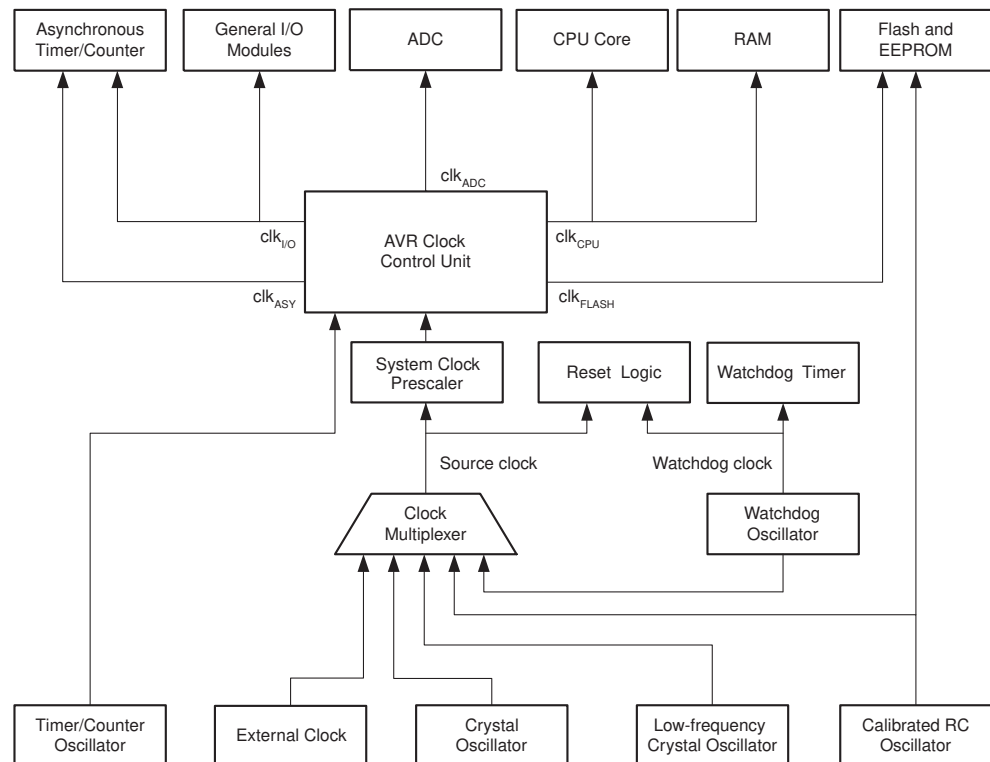 Asynchronous
Timer/Counter
General I/O
Modules
ADC
CPU Core
RAM
Flash and
EEPROM
clkADC
clkI/O
AVR Clock
Control Unit
clkCPU
clkASY
clkFLASH
System Clock
Prescaler
Reset Logic
Watchdog Timer
Source clock
Watchdog clock
Clock
Multiplexer
Watchdog
Oscillator
Timer/Counter
Oscillator
External Clock
Crystal
Oscillator
Low-frequency
Crystal Oscillator
Calibrated RC
Oscillator